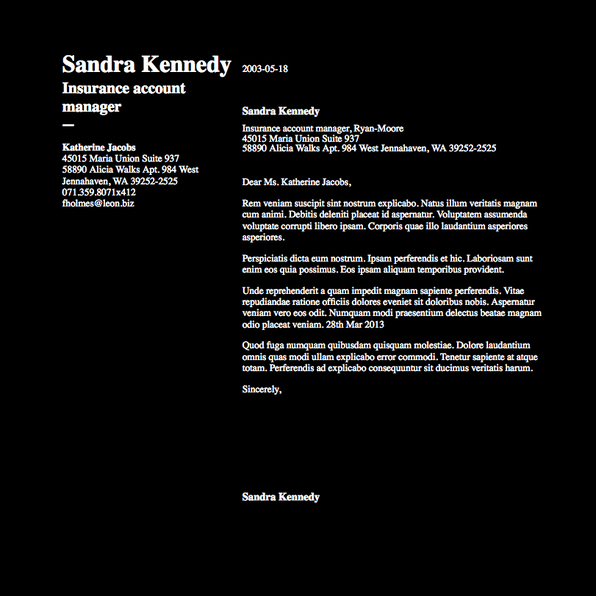 Sandra Kennedy
Insurance account
manager
Katherine Jacobs
45015 Maria Union Suite 937
58890 Alicia Walks Apt. 984 West
Jennahaven, WA 39252-2525
071.359.8071x412
fholmes@leon.biz
2003-05-18
Sandra Kennedy
Insurance account manager, Ryan-Moore
45015 Maria Union Suite 937
58890 Alicia Walks Apt. 984 West Jennahaven, WA 39252-2525
Dear Ms. Katherine Jacobs,
Rem veniam suscipit sint nostrum explicabo. Natus illum veritatis magnam
cum animi. Debitis deleniti placeat id aspernatur. Voluptatem assumenda
voluptate corrupti libero ipsam. Corporis quae illo laudantium asperiores
asperiores.
Perspiciatis dicta eum nostrum. Ipsam perferendis et hic. Laboriosam sunt
enim eos quia possimus. Eos ipsam aliquam temporibus provident.
Unde reprehenderit a quam impedit magnam sapiente perferendis. Vitae
repudiandae ratione officiis dolores eveniet sit doloribus nobis. Aspernatur
veniam vero eos odit. Numquam modi praesentium delectus beatae magnam
odio placeat veniam. 28th Mar 2013
Quod fuga numquam quibusdam quisquam molestiae. Dolore laudantium
omnis quas modi ullam explicabo error commodi. Tenetur sapiente at atque
totam. Perferendis ad explicabo consequuntur sit ducimus veritatis harum.
Sincerely,
Sandra Kennedy